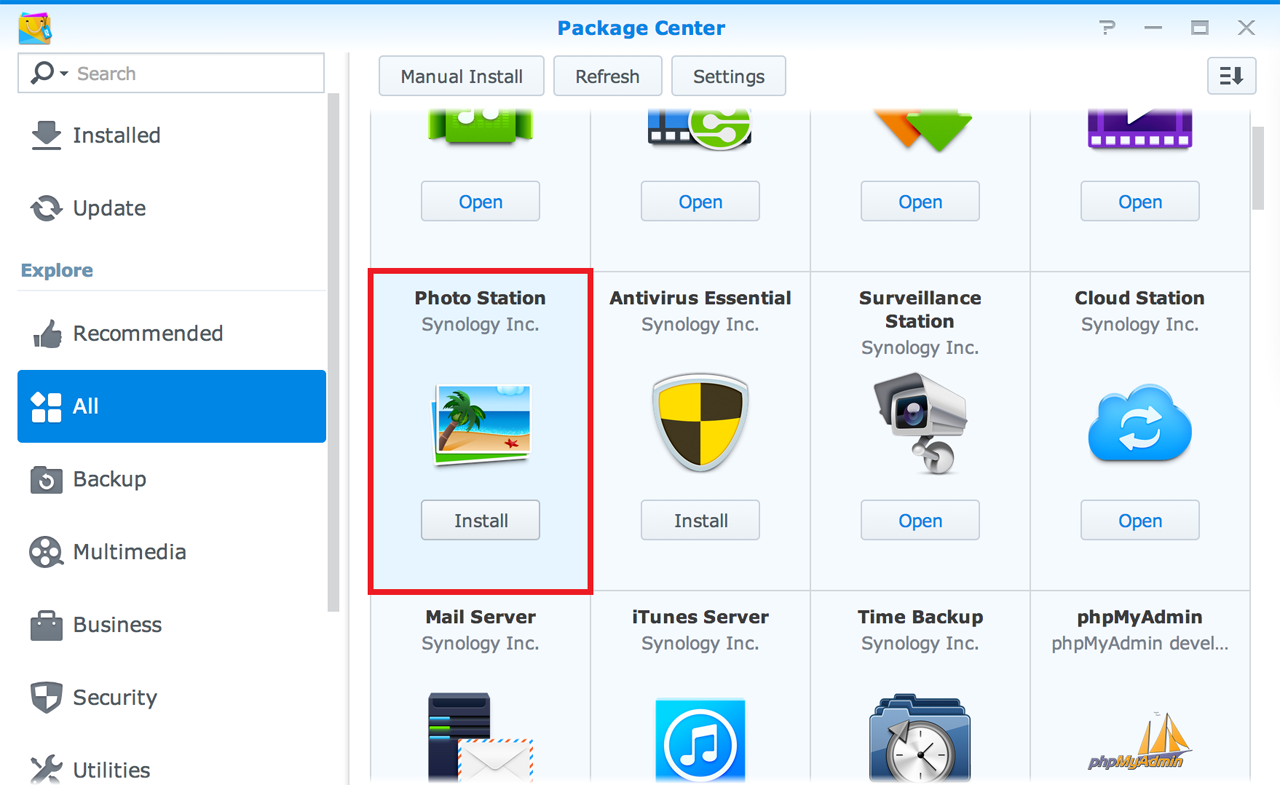 Package Center
Search
Manual Install Refresh Settings
Installed
Update
Explore
Recommended
All
Backup
Multimedia
Business
Security
Utilities
Open Open Open Open
Photo Station
Synology Inc.
Install
Antivirus Essential
Synology Inc.
Install
Surveillance
Station
Synology Inc.
Open
Cloud Station
Synology Inc.
Open
Mail Server
Synology Inc.
iTunes Server
Synology Inc.
Time Backup
Synology Inc.
phpMyAdmin
phpMyAdmin devel...
phpMyAdmin